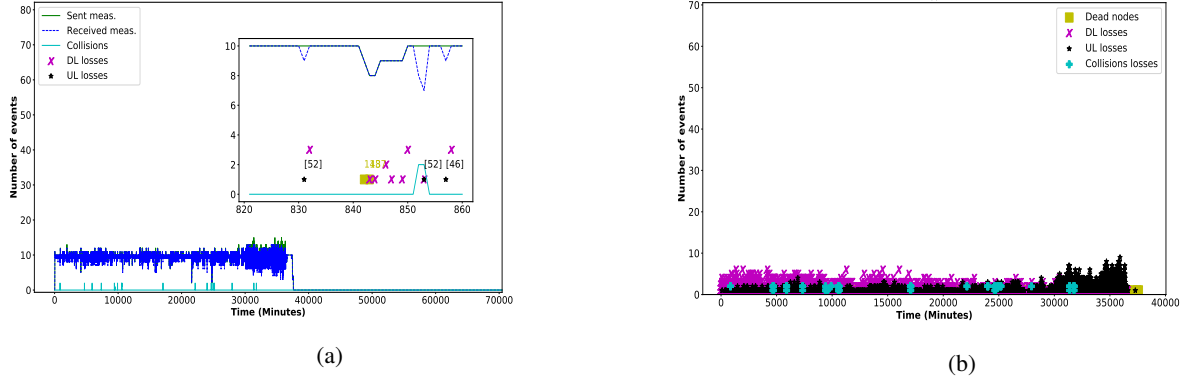 80
70
60
50
40
30
20
10
0
Number of events
Sent meas.
Received meas.
Collisions
DL losses
UL losses
10
8
6
4
2
0
[52]
[52] [46]
820 830 840 850 860
0 10000 20000 30000 40000 50000 60000 70000
Time (Minutes)
(a)
70
60
50
40
30
20
10
0
Number of events
Dead nodes
DL losses
UL losses
Collisions losses
0 5000 10000 15000 20000 25000 30000 35000 40000
Time (Minutes)
(b)